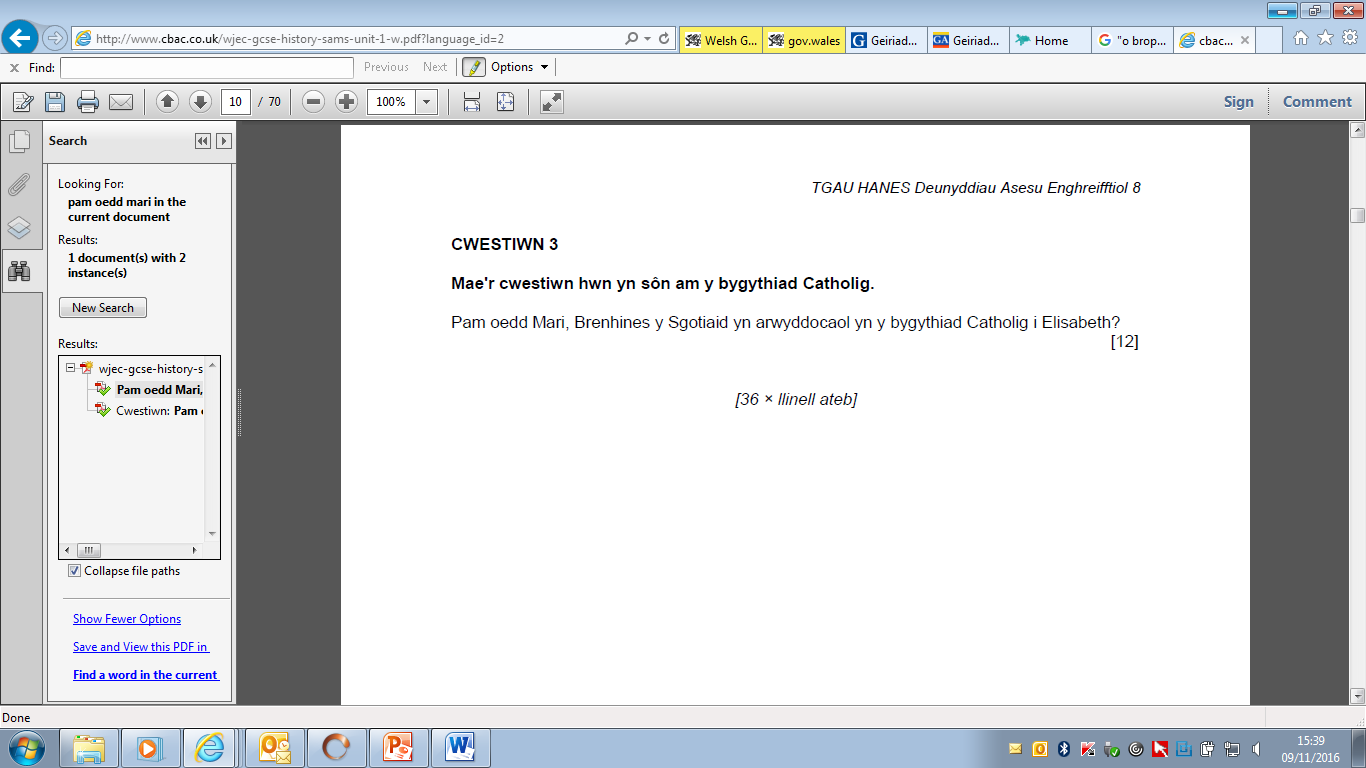 http://www.cbac.co.uk/wjec-gcse-history-sams-unit-1-w.pdf?language_id=2
Welsh G...
gov.wales
Geiriad...
Geiriad...
Home
"o brop...
cbac...
Find:
Previous
Next
Options
10 / 70
100%
Sign
Comment
Search
Looking For:
pam oedd mari in the
current document
Results:
1 document(s) with 2
instance(s)
New Search
Results:
wjec-gcse-history-s
Pam oedd Mari,
Cwestiwn: Pam
Collapse file paths
Show Fewer Options
Save and View this PDF in
Find a word in the current
TGAU HANES Deunyddiau Asesu Enghreifftiol 8
CWESTIWN 3
Mae'r cwestiwn hwn yn sôn am y bygythiad Catholig.
Pam oedd Mari, Brenhines y Sgotiaid yn arwyddocaol yn y bygythiad Catholig i Elisabeth?
[12]
[36 × llinell ateb]
Done
15:39
09/11/2016